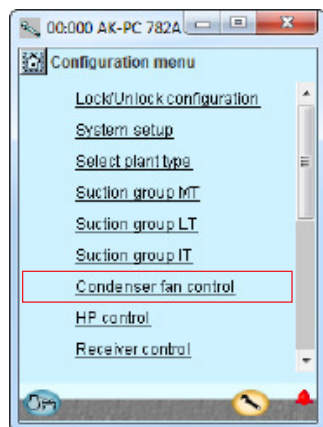 00:000 AK-PC 782A
Configuration menu
Lock/Unlock configuration
System setup
Select plant type
Suction group MT
Suction group LT
Suction group IT
Condenser fan control
HP control
Receiver control